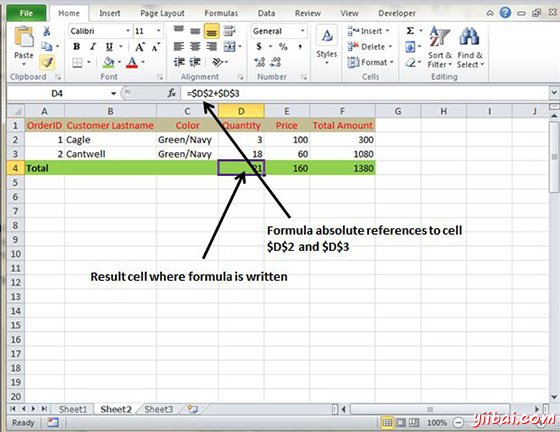 File Home Insert Page Layout Formulas Data Review View Developer
Calibri 11 General Insert
Paste Delete Sort & Find &
Styles Format Filter Select
Clipboard Font Alignment Number Cells Editing
D4 fx =$D$2+$D$3
A B C D E F G H I
1 OrderID Customer Lastname Color Quantity Price Total Amount
2 1 Cagle Green/Navy 3 100 300
3 2 Cantwell Green/Navy 18 60 1080
4 Total 21 160 1380
5
6
7
Formula absolute references to cell
8
$D$2 and $D$3
9
10
Result cell where formula is written
11
12
13
14
15
16
17
18
19
20
Sheet1 Sheet2 Sheet3
Ready 100%
yiibai.com